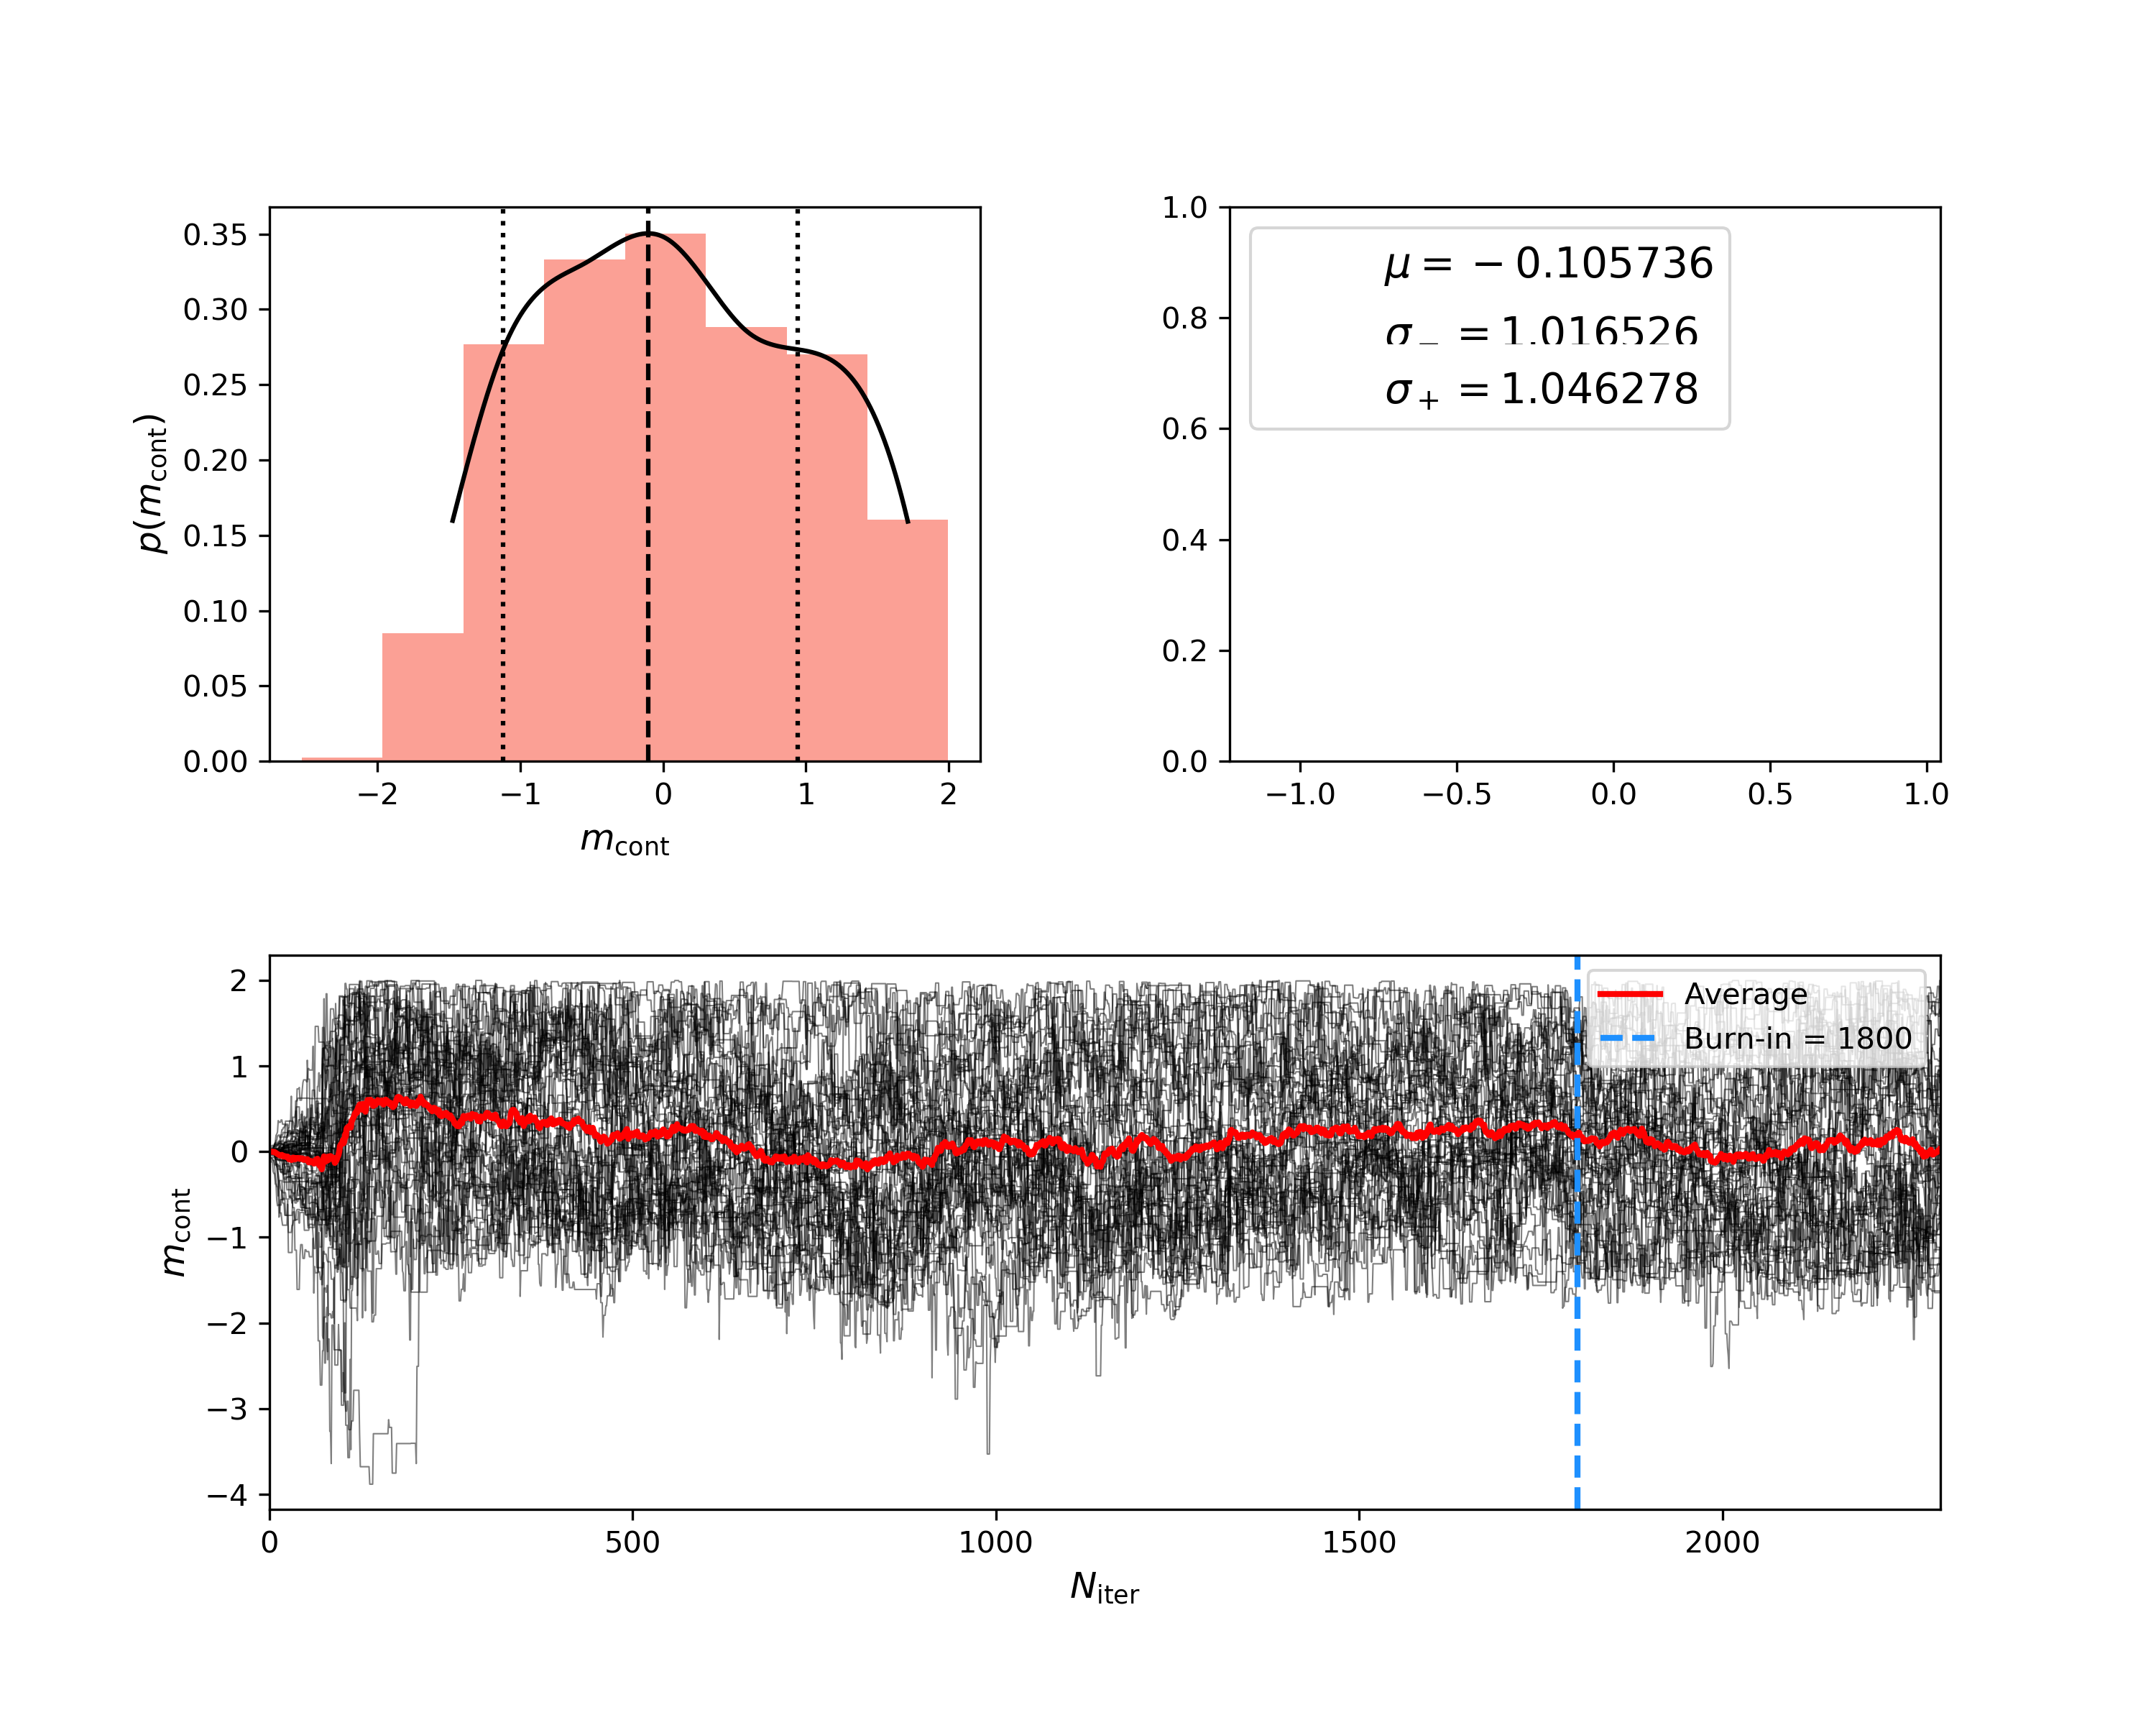 0.35
0.30
0.25
0.20
0.15
0.10
0.05
0.00
p(m_cont)
−2 −1 0 1 2
m_cont
1.0
0.8
0.6
0.4
0.2
0.0
μ = −0.105736
σ_− = 1.016526
σ_+ = 1.046278
−1.0 −0.5 0.0 0.5 1.0
2
1
0
−1
−2
−3
−4
m_cont
Average
Burn-in = 1800
0 500 1000 1500 2000
N_iter